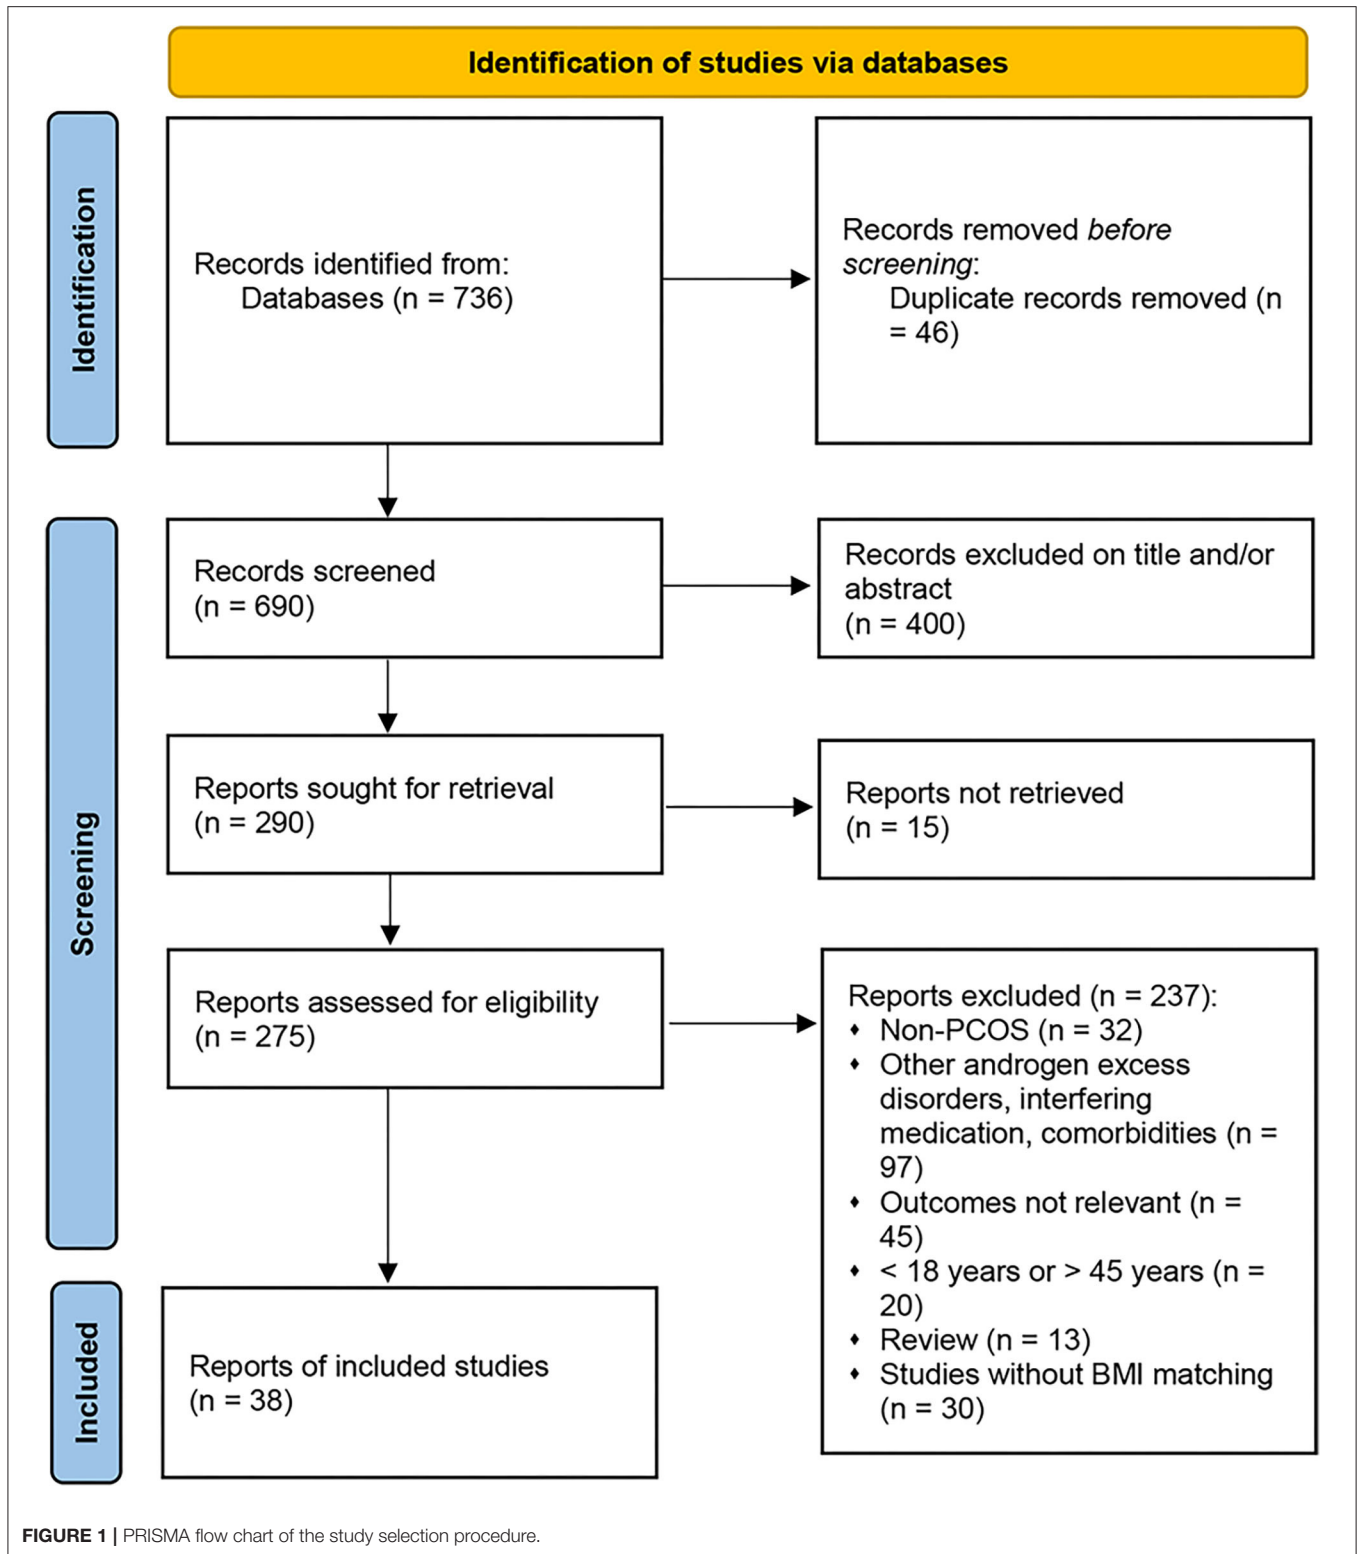 Identification of studies via databases
Identification
Records identified from:
Databases (n = 736)
Records removed before
screening:
Duplicate records removed (n
= 46)
Screening
Records screened
(n = 690)
Records excluded on title and/or
abstract
(n = 400)
Reports sought for retrieval
(n = 290)
Reports not retrieved
(n = 15)
Reports assessed for eligibility
(n = 275)
Reports excluded (n = 237):
⬧ Non-PCOS (n = 32)
⬧ Other androgen excess
disorders, interfering
medication, comorbidities (n =
97)
⬧ Outcomes not relevant (n =
45)
⬧ < 18 years or > 45 years (n =
20)
⬧ Review (n = 13)
⬧ Studies without BMI matching
(n = 30)
Included
Reports of included studies
(n = 38)
FIGURE 1 | PRISMA flow chart of the study selection procedure.